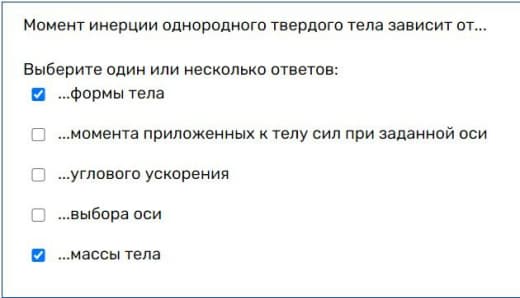 Момент инерции однородного твердого тела зависит от...
Выберите один или несколько ответов:
...формы тела
...момента приложенных к телу сил при заданной оси
...углового ускорения
...выбора оси
...массы тела